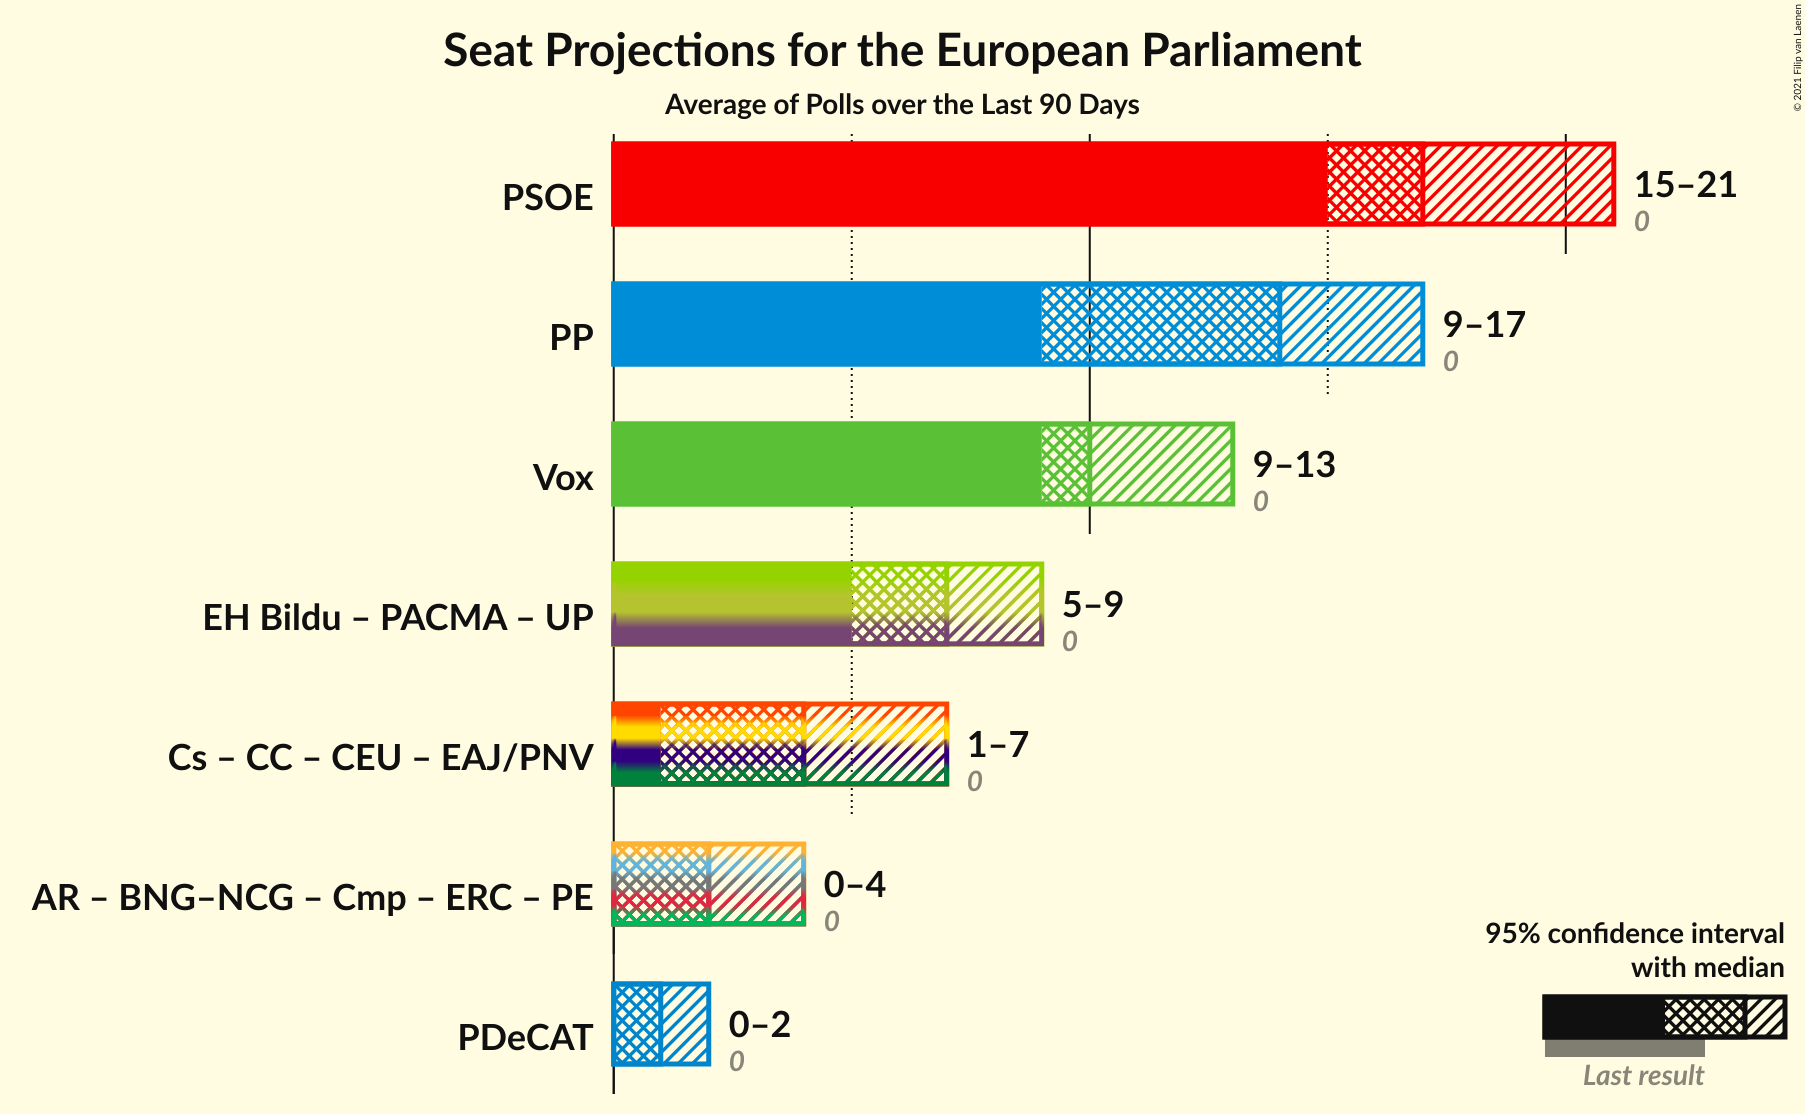 Seat Projections for the European Parliament
Average of Polls over the Last 90 Days
© 2021 Filip van Laenen
PSOE
15–21
0
PP
9–17
0
Vox
9–13
0
EH Bildu – PACMA – UP
5–9
0
Cs – CC – CEU – EAJ/PNV
1–7
0
AR – BNG–NCG – Cmp – ERC – PE
0–4
0
PDeCAT
0–2
0
95% confidence interval
with median
Last result